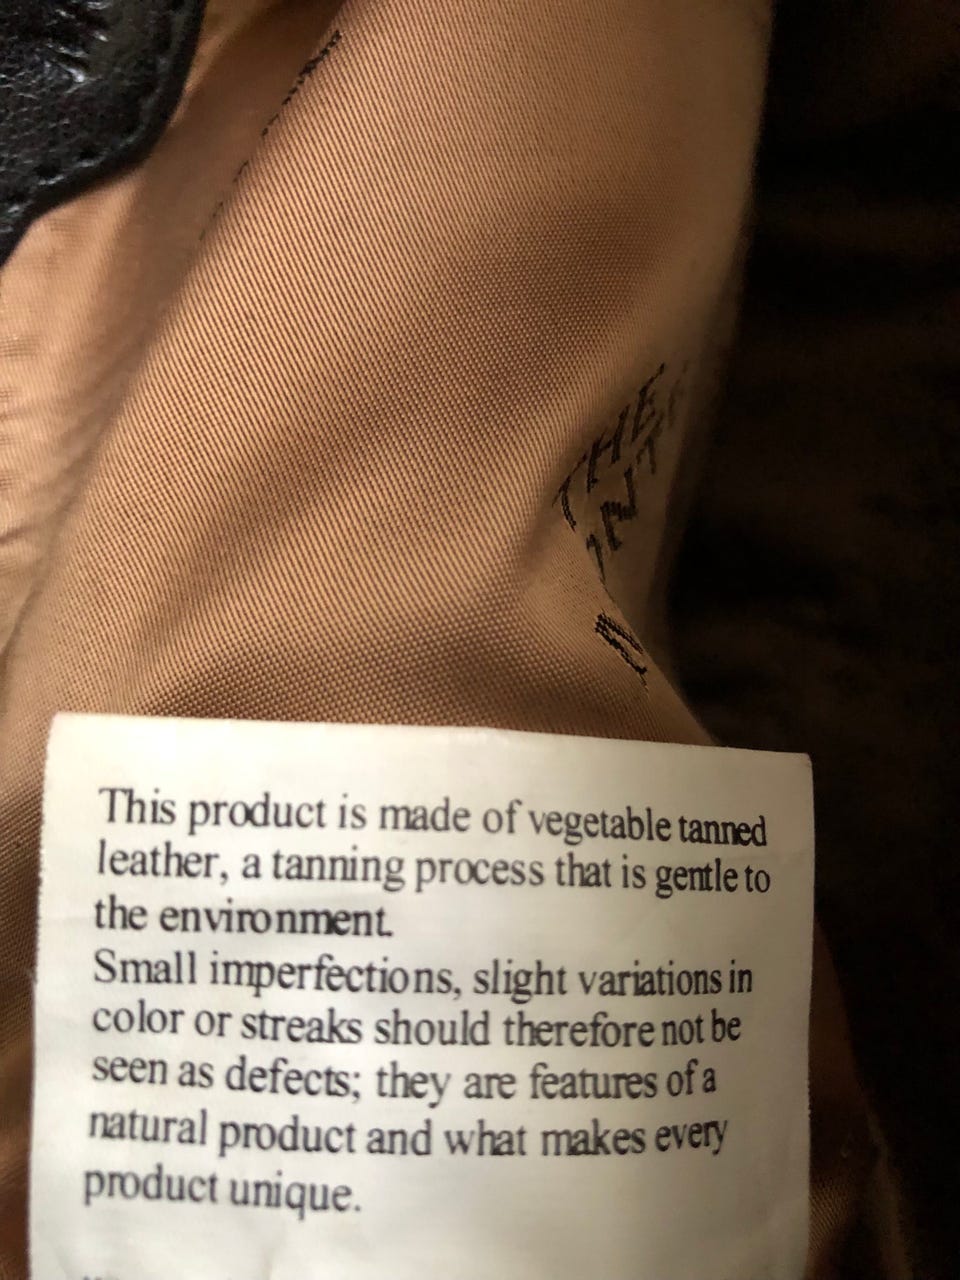 THE
INT
This product is made of vegetable tanned
leather, a tanning process that is gentle to
the environment.
Small imperfections, slight variations in
color or streaks should therefore not be
seen as defects; they are features of a
natural product and what makes every
product unique.